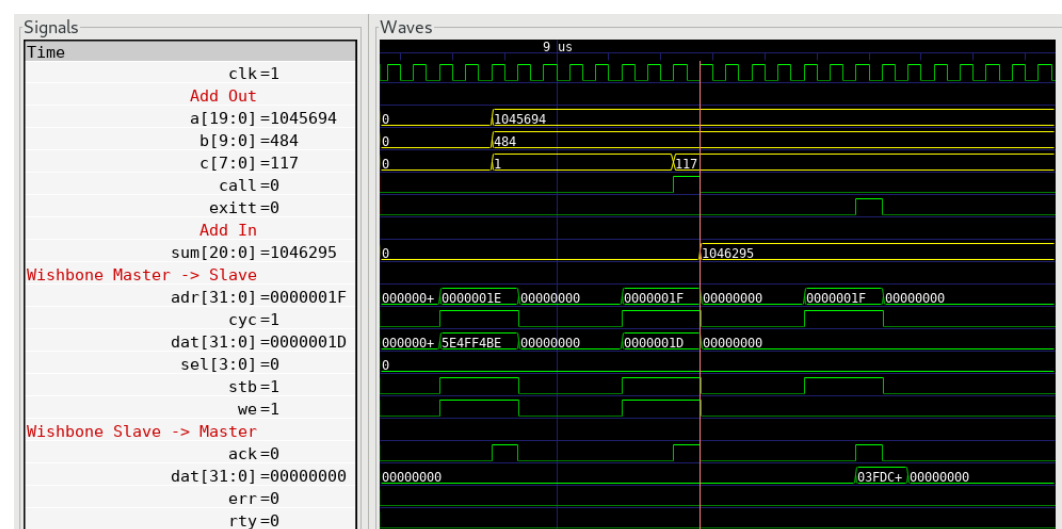 Signals
Waves
Time
9 us
clk=1
Add Out
a[19:0]=1045694
0
1045694
b[9:0]=484
0
484
c[7:0]=117
0
1
117
call=0
exitt=0
Add In
sum[20:0]=1046295
0
1046295
Wishbone Master -> Slave
adr[31:0]=0000001F
000000+
0000001E
00000000
0000001F
00000000
0000001F
00000000
cyc=1
dat[31:0]=0000001D
000000+
5E4FF4BE
00000000
0000001D
00000000
sel[3:0]=0
0
stb=1
we=1
Wishbone Slave -> Master
ack=0
dat[31:0]=00000000
00000000
03FDC+
00000000
err=0
rty=0